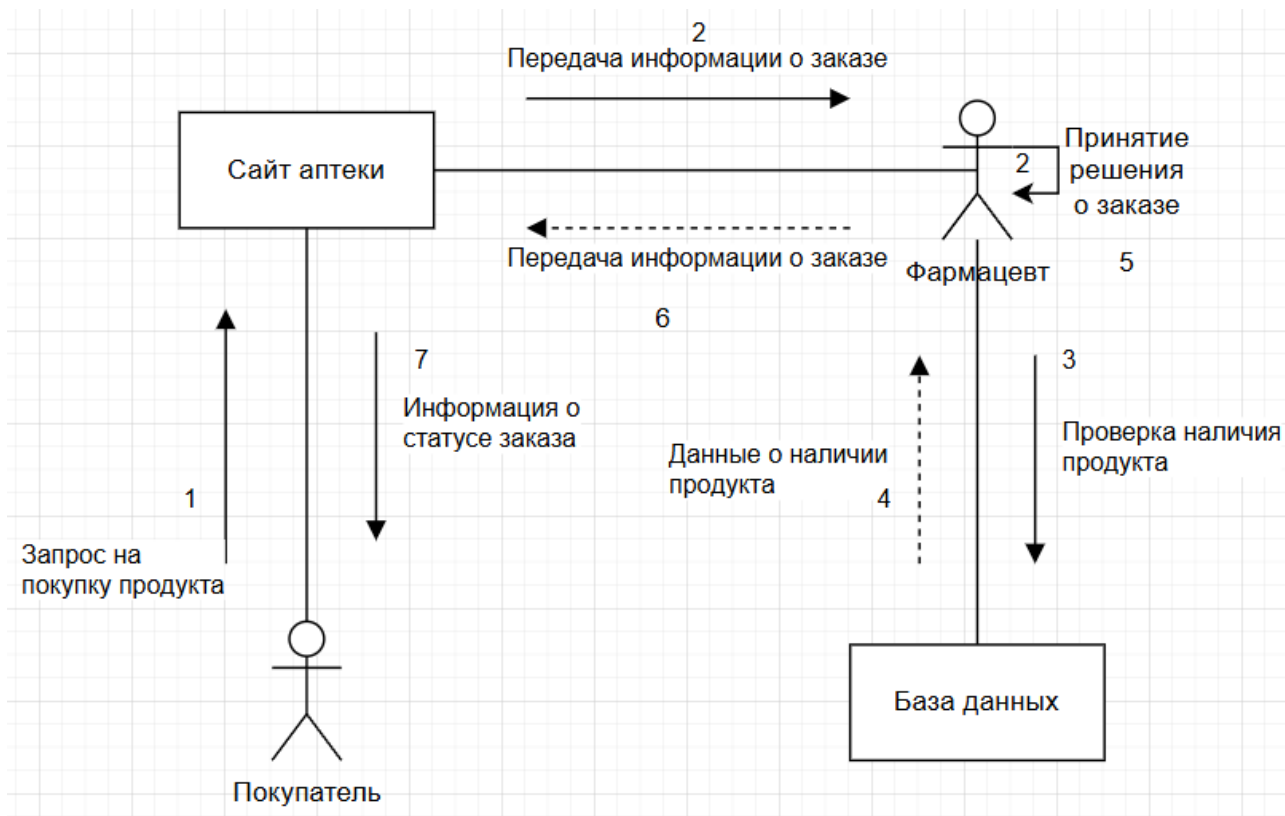 2
Передача информации о заказе
Сайт аптеки
2
Принятие
решения
о заказе
Передача информации о заказе
Фармацевт
5
6
7
Информация о
статусе заказа
3
Проверка наличия
продукта
Данные о наличии
продукта
4
1
Запрос на
покупку продукта
База данных
Покупатель